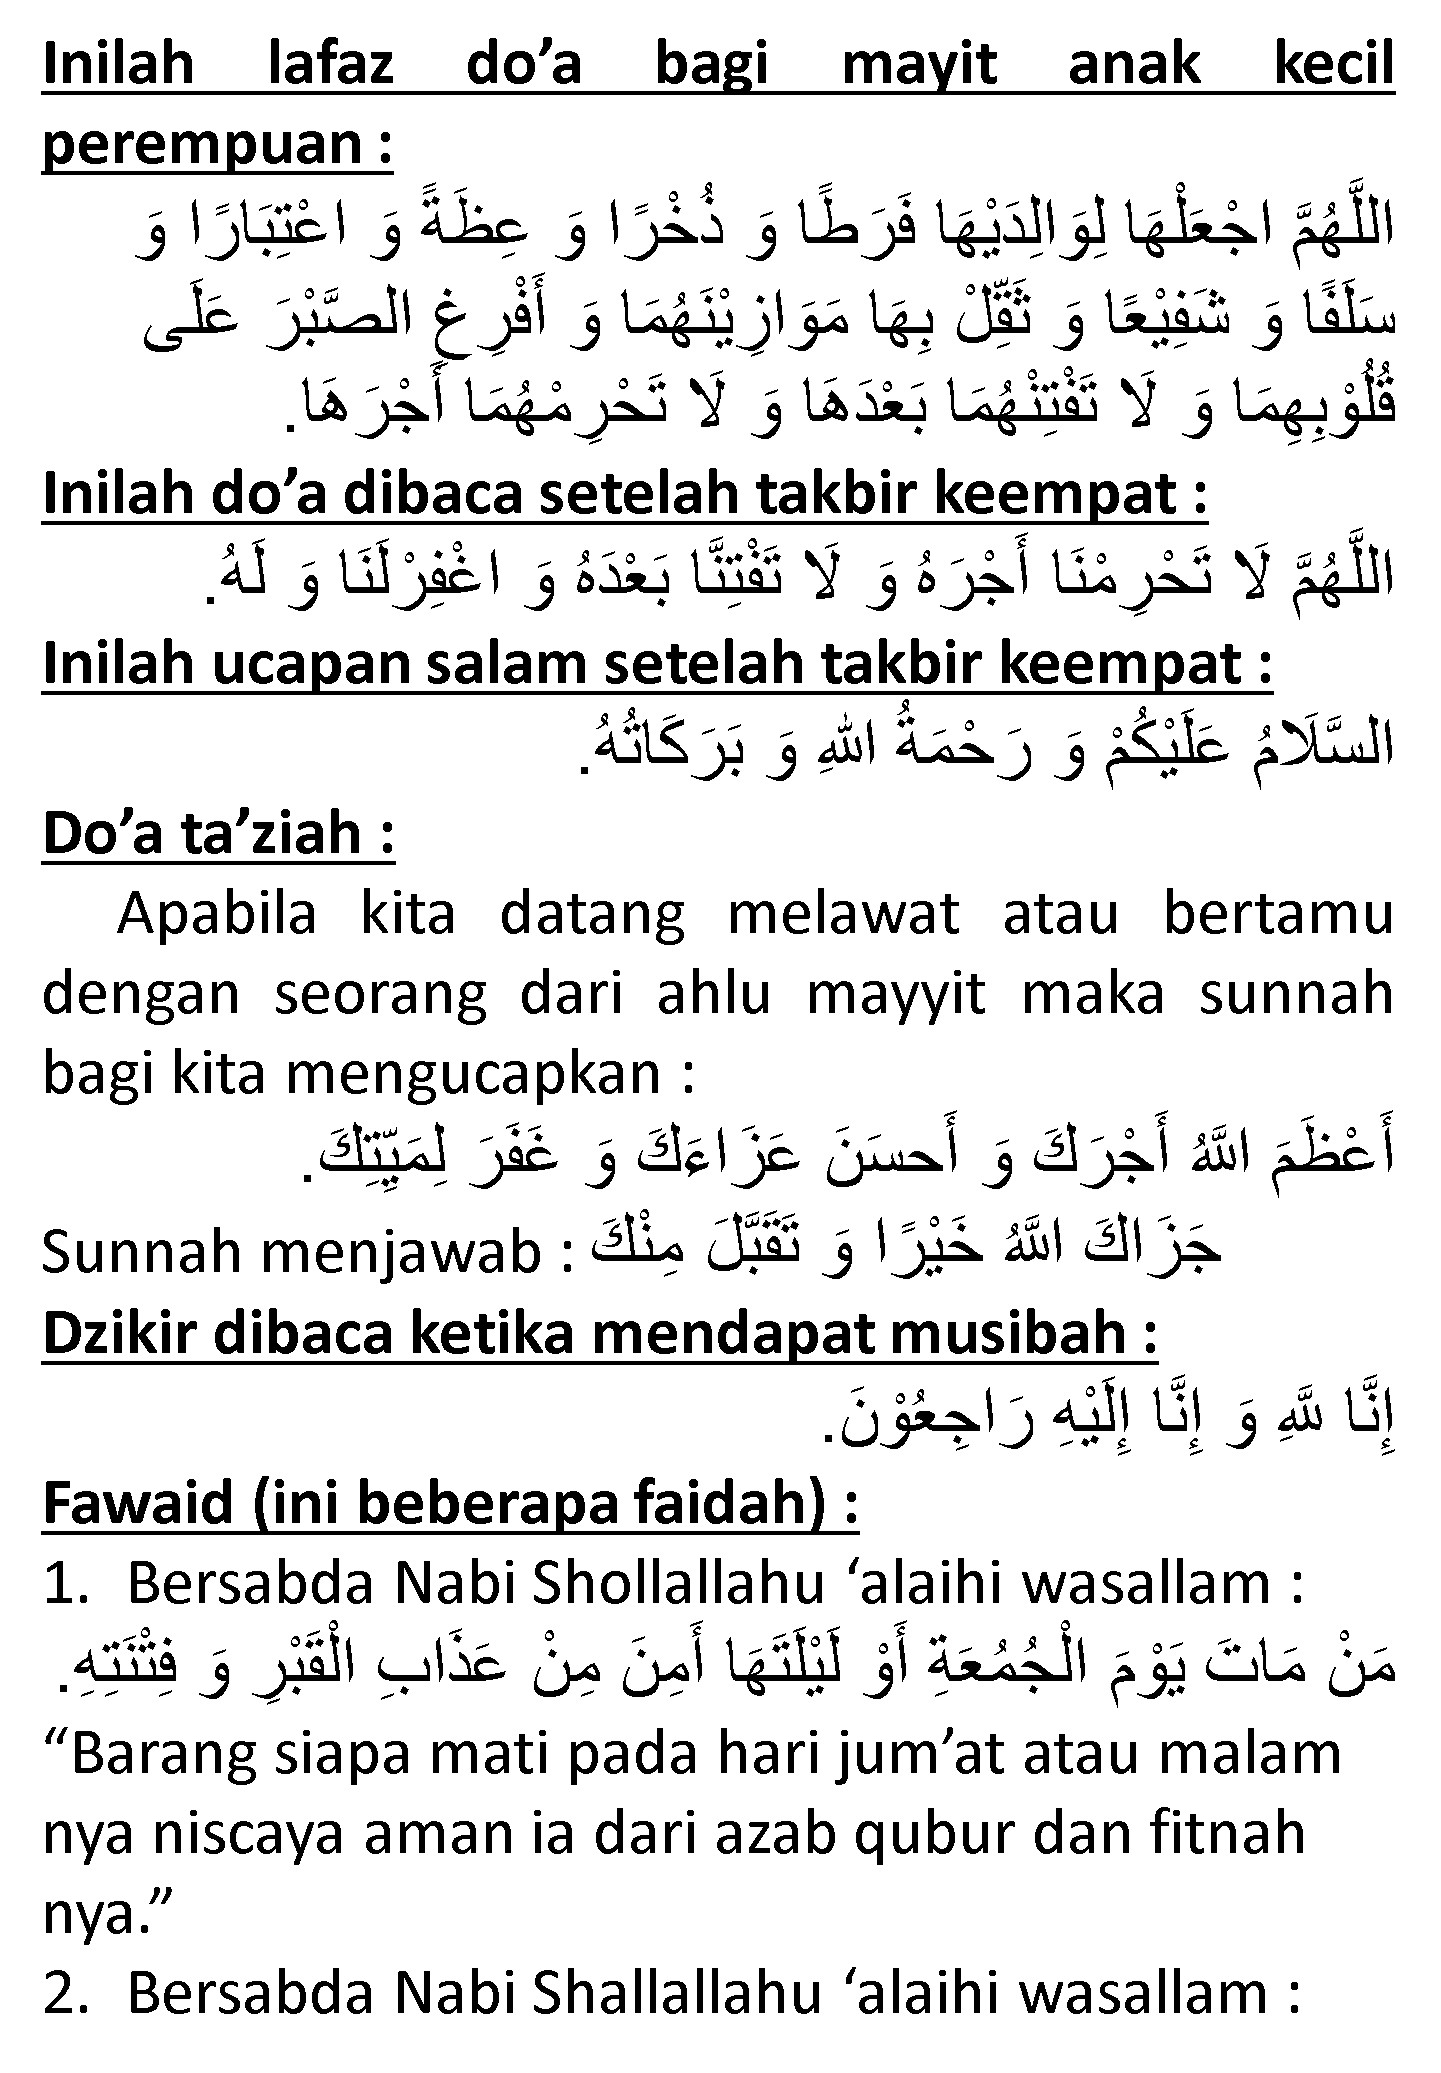 Inilah lafaz do’a bagi mayit anak kecil
perempuan :
اللَّهُمَّ اجْعَلْهَا لِوَالِدَيْهَا فَرَطًا وَ ذُخْرًا وَ عِظَةً وَ اعْتِبَارًا وَ
سَلَفًا وَ شَفِيْعًا وَ ثَقِّلْ بِهَا مَوَازِيْنَهُمَا وَ أَفْرِغِ الصَّبْرَ عَلَى
قُلُوْبِهِمَا وَ لَا تَفْتِنْهُمَا بَعْدَهَا وَ لَا تَحْرِمْهُمَا أَجْرَهَا.
Inilah do’a dibaca setelah takbir keempat :
اللَّهُمَّ لَا تَحْرِمْنَا أَجْرَهُ وَ لَا تَفْتِنَّا بَعْدَهُ وَ اغْفِرْلَنَا وَ لَهُ.
Inilah ucapan salam setelah takbir keempat :
السَّلَامُ عَلَيْكُمْ وَ رَحْمَةُ اللهِ وَ بَرَكَاتُهُ.
Do’a ta’ziah :
Apabila kita datang melawat atau bertamu
dengan seorang dari ahlu mayyit maka sunnah
bagi kita mengucapkan :
أَعْظَمَ اللَّهُ أَجْرَكَ وَ أَحسَنَ عَزَاءَكَ وَ غَفَرَ لِمَيِّتِكَ.
Sunnah menjawab : جَزَاكَ اللَّهُ خَيْرًا وَ تَقَبَّلَ مِنْكَ
Dzikir dibaca ketika mendapat musibah :
إِنَّا لِلَّهِ وَ إِنَّا إِلَيْهِ رَاجِعُوْنَ.
Fawaid (ini beberapa faidah) :
1. Bersabda Nabi Shollallahu ‘alaihi wasallam :
مَنْ مَاتَ يَوْمَ الْجُمُعَةِ أَوْ لَيْلَتَهَا أَمِنَ مِنْ عَذَابِ الْقَبْرِ وَ فِتْنَتِهِ.
“Barang siapa mati pada hari jum’at atau malam
nya niscaya aman ia dari azab qubur dan fitnah
nya.”
2. Bersabda Nabi Shallallahu ‘alaihi wasallam :